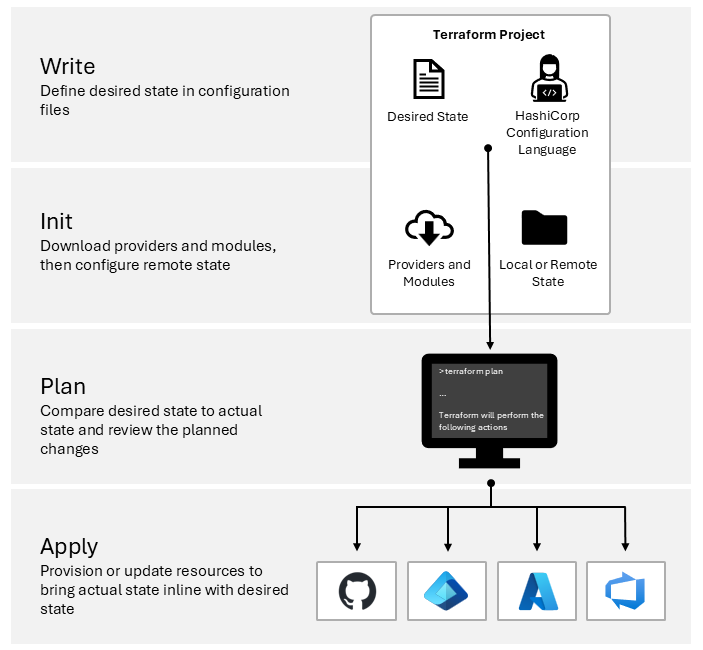 Terraform Project
Write
Define desired state in configuration
files
Desired State
HashiCorp
Configuration
Language
</>
Init
Download providers and modules,
then configure remote state
Providers and
Modules
Local or Remote
State
Plan
Compare desired state to actual
state and review the planned
changes
>terraform plan
...
Terraform will perform the
following actions
Apply
Provision or update resources to
bring actual state inline with desired
state